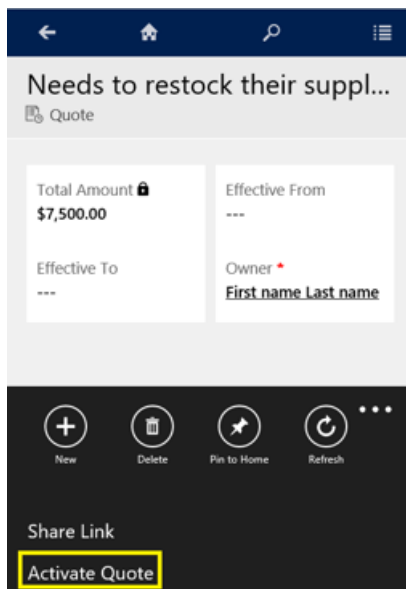 Needs to restock their suppl...
Quote
Total Amount
$7,500.00
Effective From
---
Effective To
---
Owner *
First name Last name
New
Delete
Pin to Home
Refresh
Share Link
Activate Quote